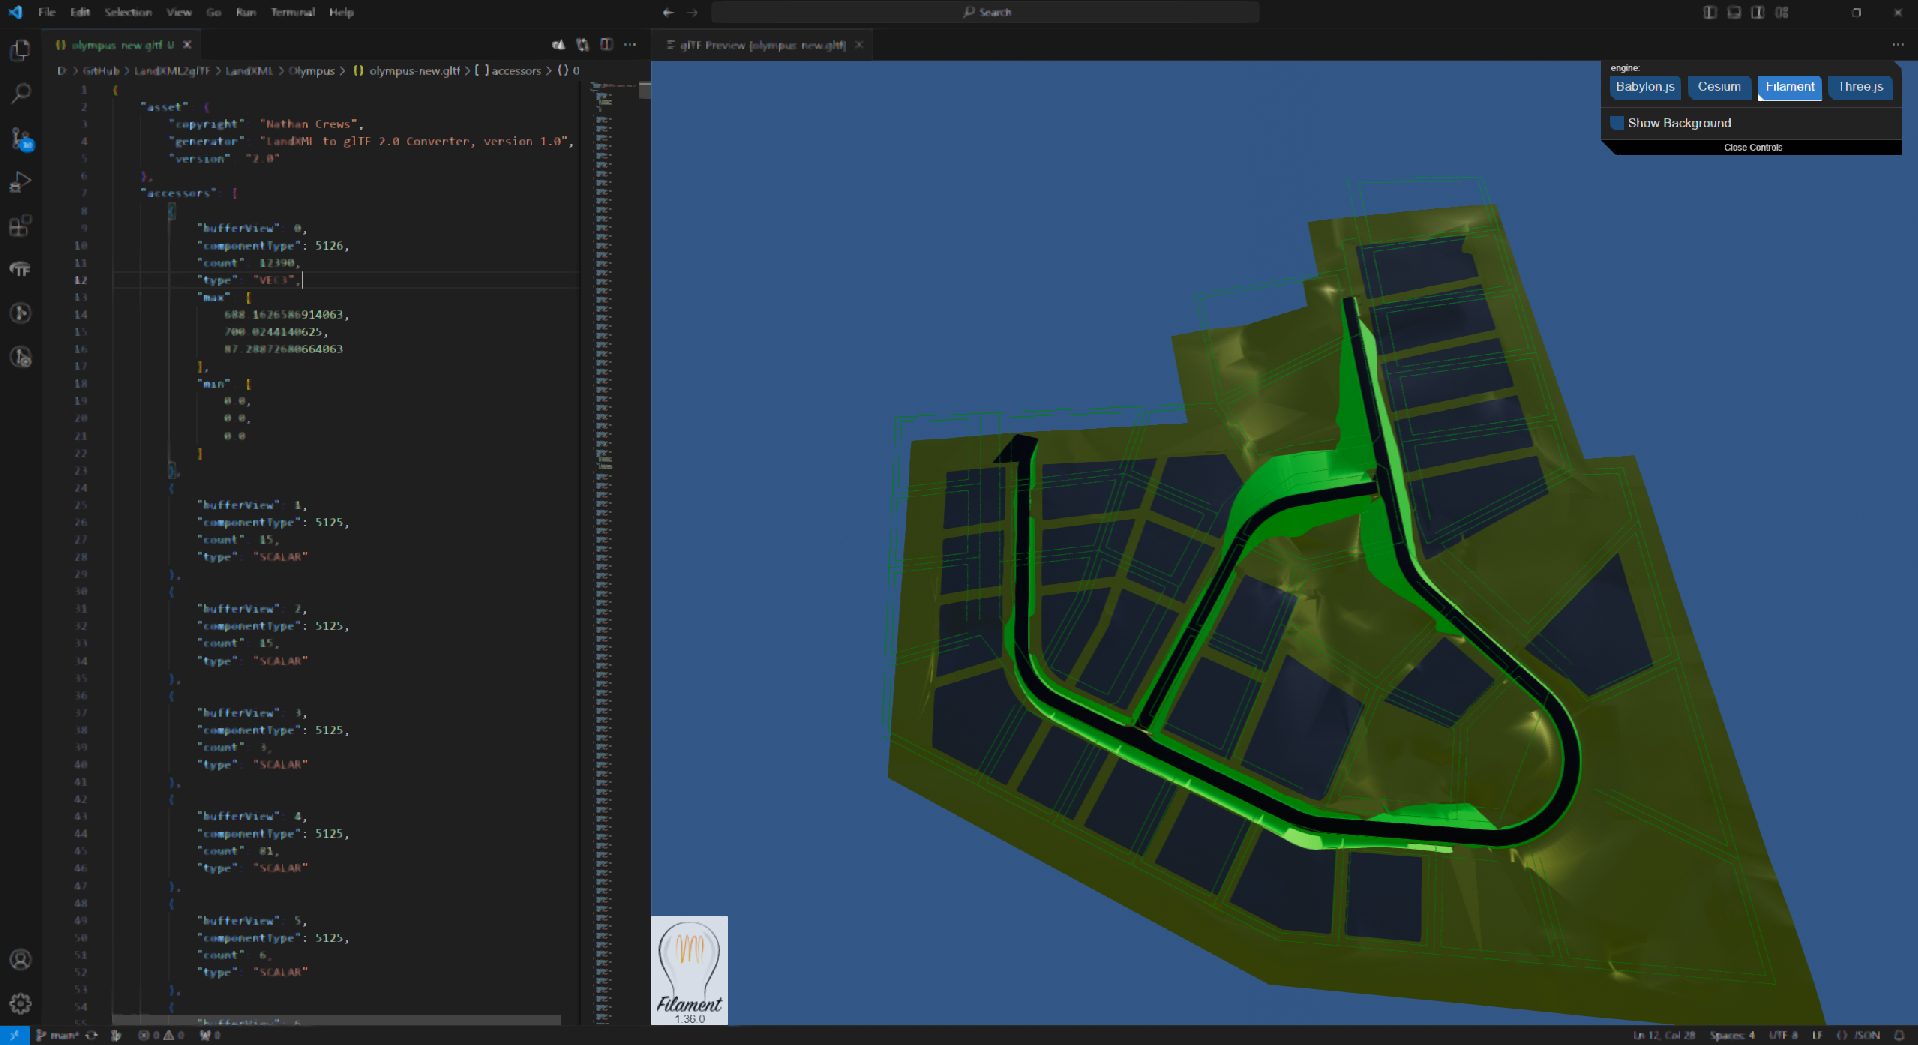 File Edit Selection View Go Run Terminal Help
Search
olympus-new.gltf U
glTF Preview [olympus-new.gltf]
D: > GitHub > LandXML2glTF > LandXML > Olympus > {} olympus-new.gltf > [ ] accessors > {} 0
engine:
Babylon.js Cesium Filament Three.js
Show Background
Close Controls
1 {
2 "asset": {
3 "copyright": "Nathan Crews",
4 "generator": "LandXML to glTF 2.0 Converter, version 1.0",
5 "version": "2.0"
6 },
7 "accessors": [
8 {
9 "bufferView": 0,
10 "componentType": 5126,
11 "count": 12390,
12 "type": "VEC3",
13 "max": [
14 688.1626586914063,
15 700.0244140625,
16 87.28872680664063
17 ],
18 "min": [
19 0.0,
20 0.0,
21 0.0
22 ]
23 },
24 {
25 "bufferView": 1,
26 "componentType": 5125,
27 "count": 15,
28 "type": "SCALAR"
29 },
30 {
31 "bufferView": 2,
32 "componentType": 5125,
33 "count": 15,
34 "type": "SCALAR"
35 },
36 {
37 "bufferView": 3,
38 "componentType": 5125,
39 "count": 3,
40 "type": "SCALAR"
41 },
42 {
43 "bufferView": 4,
44 "componentType": 5125,
45 "count": 81,
46 "type": "SCALAR"
47 },
48 {
49 "bufferView": 5,
50 "componentType": 5125,
51 "count": 6,
52 "type": "SCALAR"
53 },
54 {
55 "bufferView": 6,
Filament
1.36.0
main* 0 0 0
Ln 12, Col 28 Spaces: 4 UTF-8 LF {} JSON